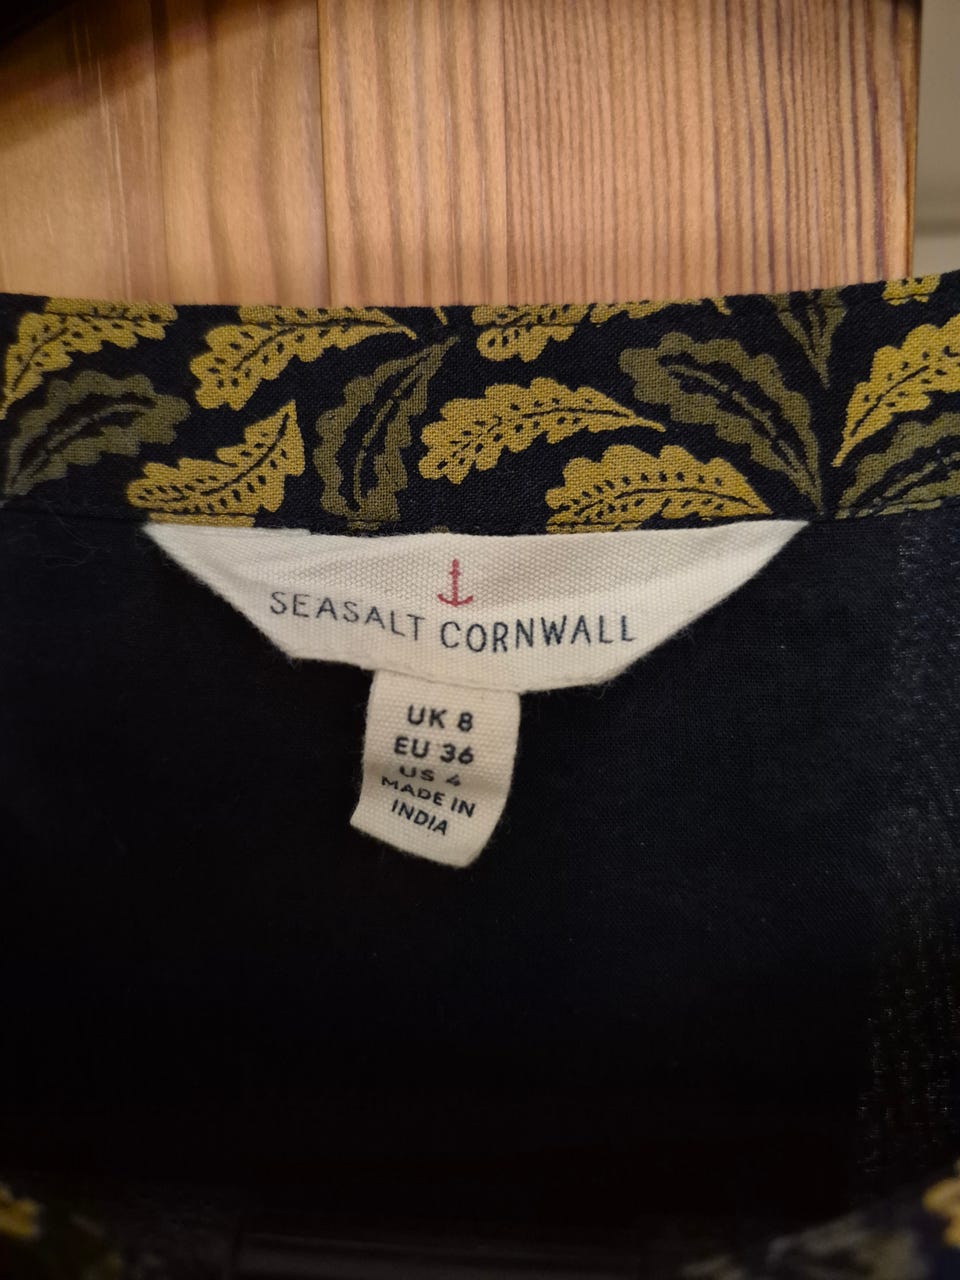 SEASALT CORNWALL
UK 8
EU 36
US 4
MADE IN
INDIA